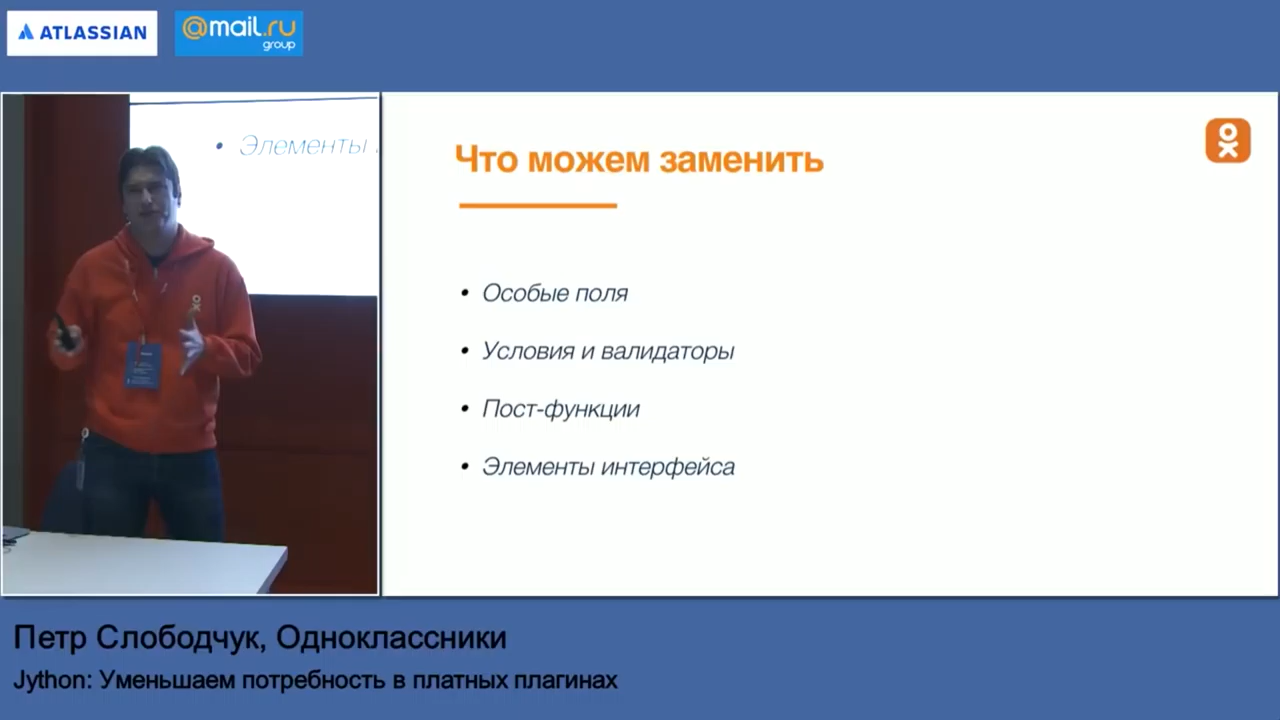 ATLASSIAN
@mail.ru
group
• Элементы
Что можем заменить
• Особые поля
• Условия и валидаторы
• Пост-функции
• Элементы интерфейса
Петр Слободчук, Одноклассники
Jython: Уменьшаем потребность в платных плагинах